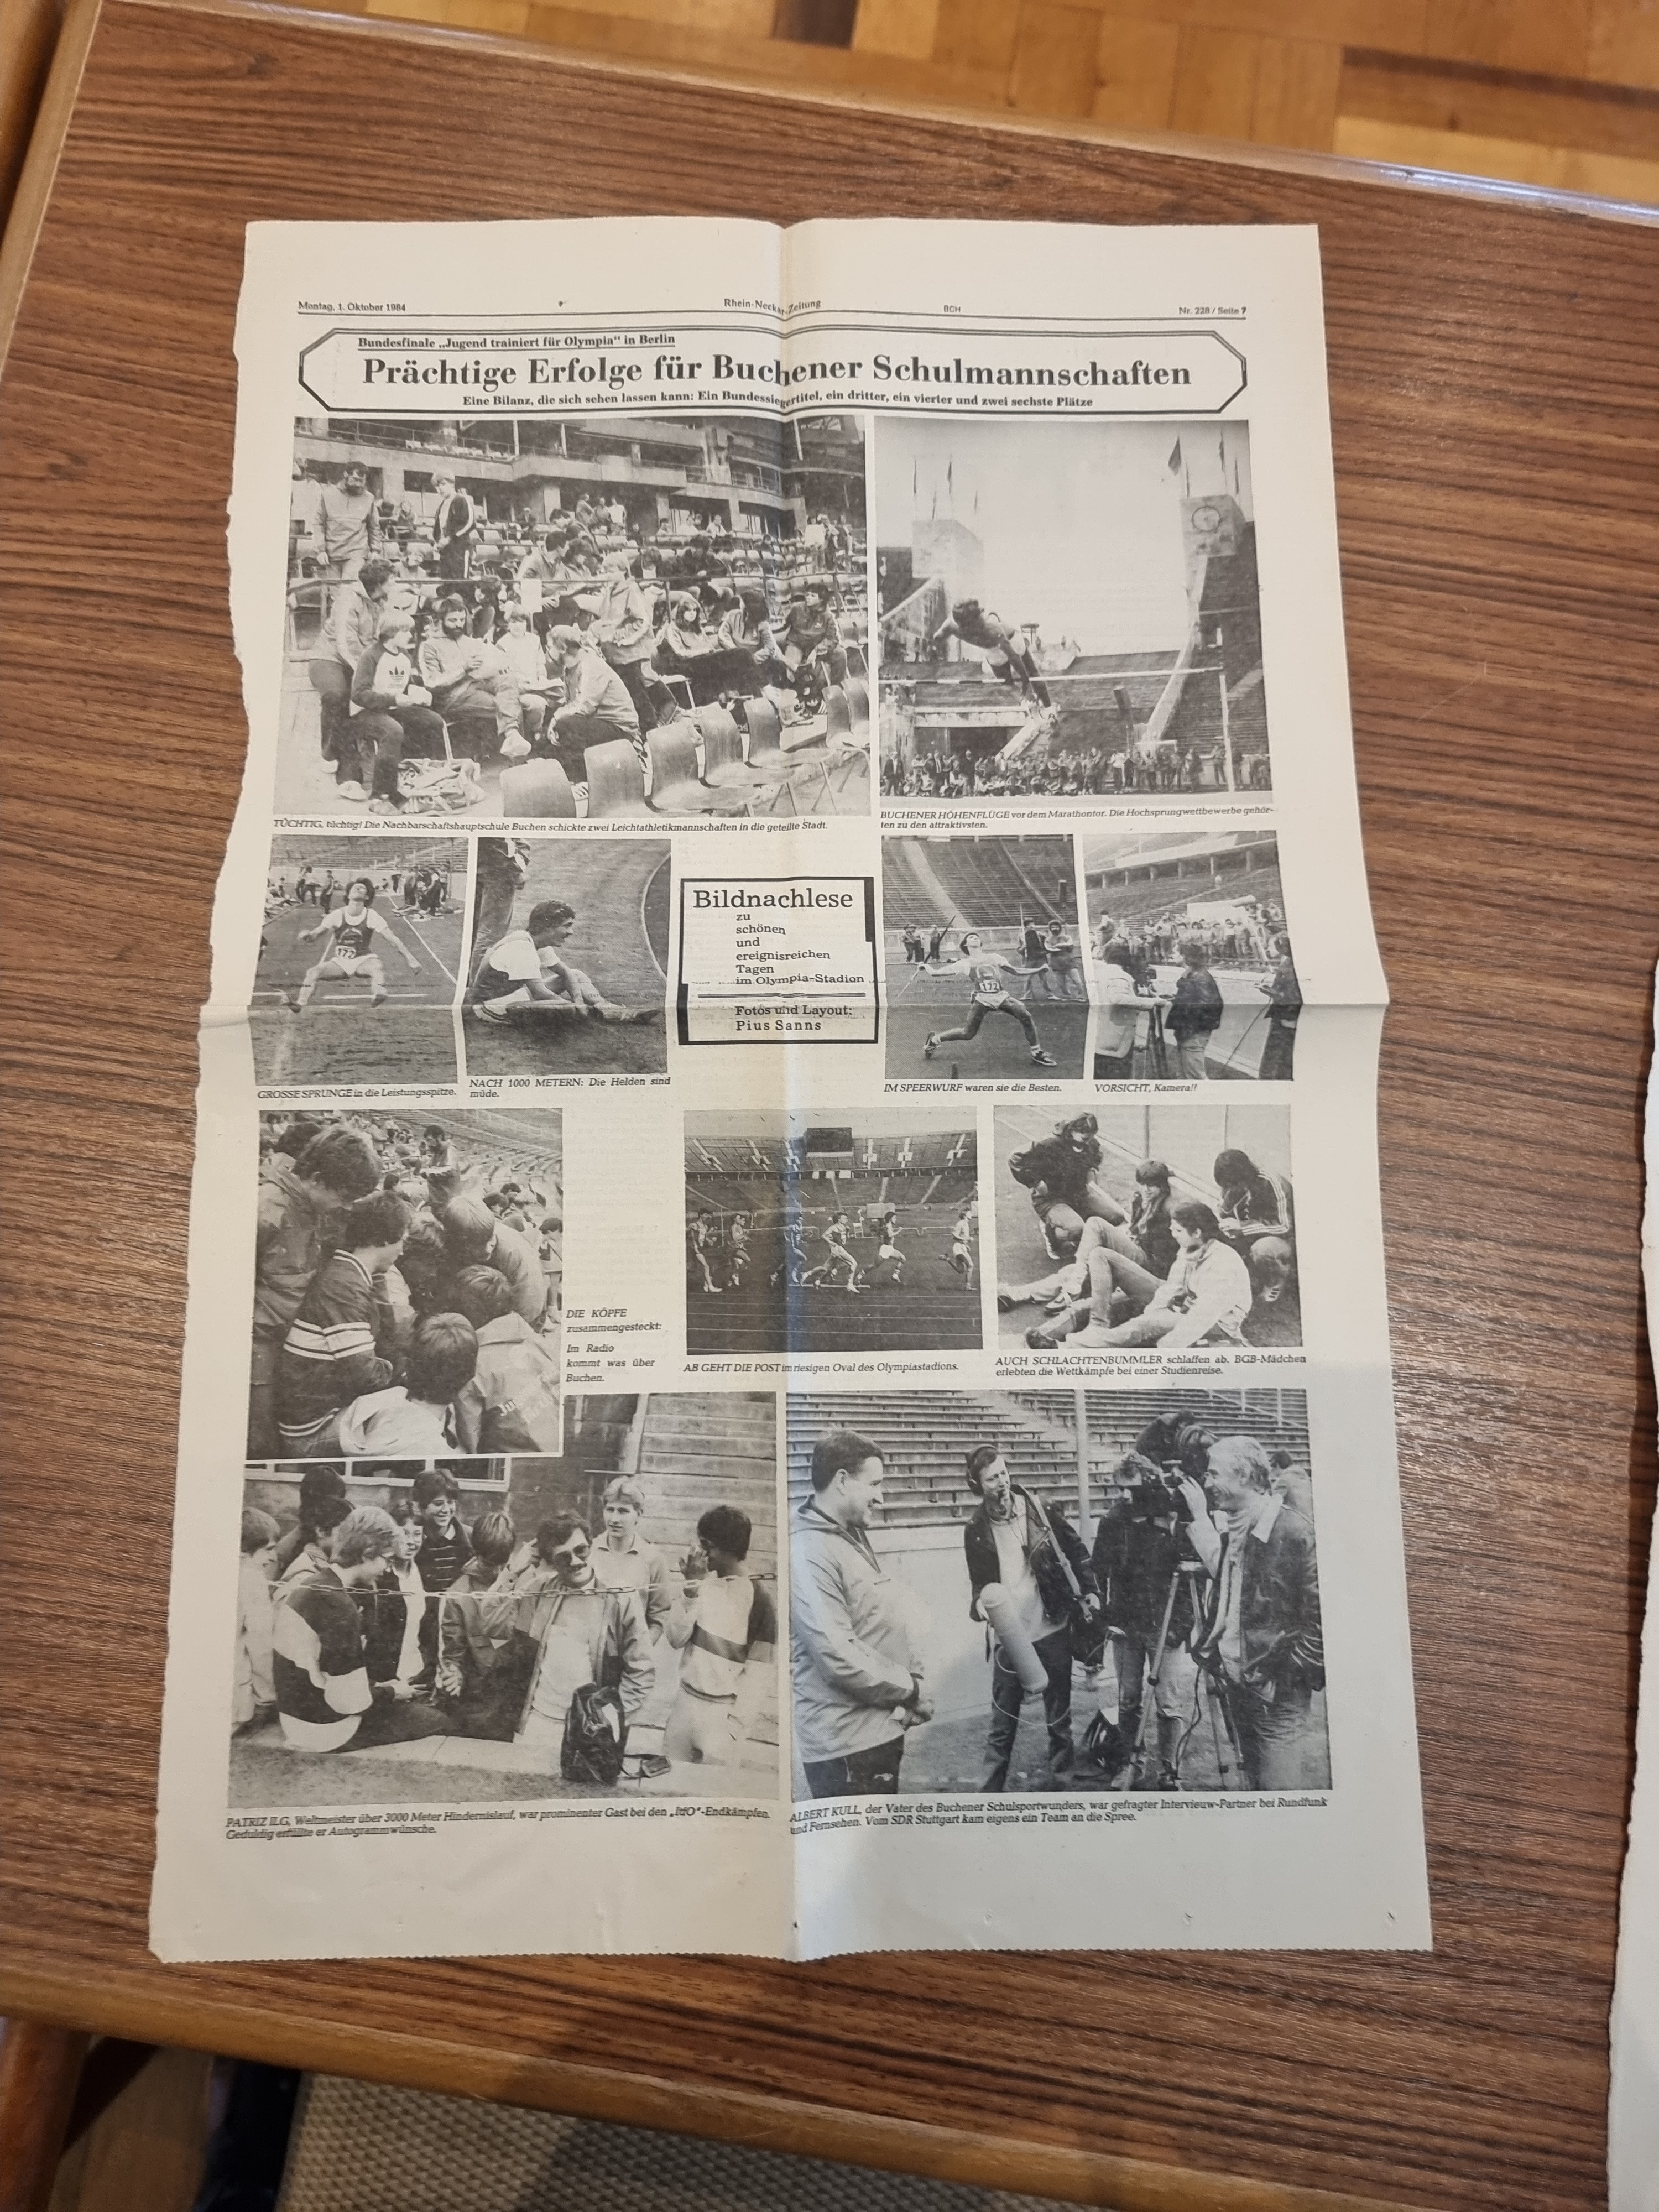 Montag, 1. Oktober 1984
Rhein-Neckar-Zeitung
BCH
Nr. 228 / Seite 7
Bundesfinale „Jugend trainiert für Olympia“ in Berlin
Prächtige Erfolge für Buchener Schulmannschaften
Eine Bilanz, die sich sehen lassen kann: Ein Bundessiegertitel, ein dritter, ein vierter und zwei sechste Plätze
TÜCHTIG, tüchtig! Die Nachbarschaftshauptschule Buchen schickte zwei Leichtathletikmannschaften in die geteilte Stadt.
BUCHENER HÖHENFLÜGE vor dem Marathontor. Die Hochsprungwettbewerbe gehör-
ten zu den attraktivsten.
172
GROSSE SPRÜNGE in die Leistungsspitze.
NACH 1000 METERN: Die Helden sind
müde.
Bildnachlese
zu
schönen
und
ereignisreichen
Tagen
im Olympia-Stadion
Fotos und Layout:
Pius Sanns
172
IM SPEERWURF waren sie die Besten.
VORSICHT, Kamera!!
DIE KÖPFE
zusammengesteckt:
Im Radio
kommt was über
Buchen.
AB GEHT DIE POST im riesigen Oval des Olympiastadions.
AUCH SCHLACHTENBUMMLER schlaffen ab. BGB-Mädchen
erlebten die Wettkämpfe bei einer Studienreise.
PATRIZ ILG, Weltmeister über 3000 Meter Hindernislauf, war prominenter Gast bei den „JtfO“-Endkämpfen.
Geduldig erfüllte er Autogrammwünsche.
ALBERT KULL, der Vater des Buchener Schulsportwunders, war gefragter Intervieuw-Partner bei Rundfunk
und Fernsehen. Vom SDR Stuttgart kam eigens ein Team an die Spree.